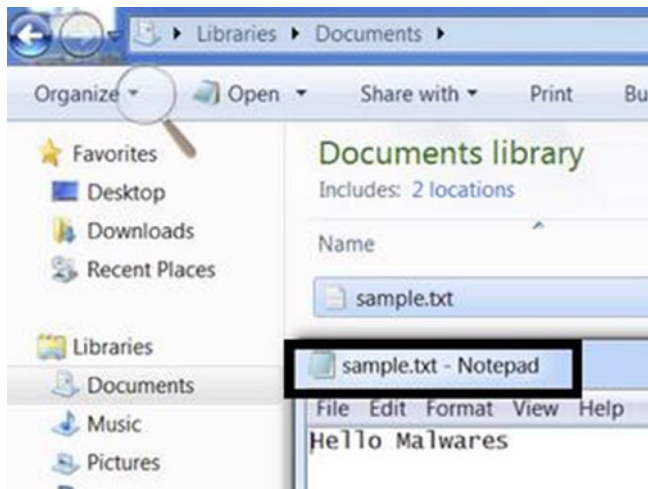 Libraries Documents
Organize Open Share with Print Bu
Favorites
Desktop
Downloads
Recent Places
Libraries
Documents
Music
Pictures
Documents library
Includes: 2 locations
Name
sample.txt
sample.txt - Notepad
File Edit Format View Help
Hello Malwares